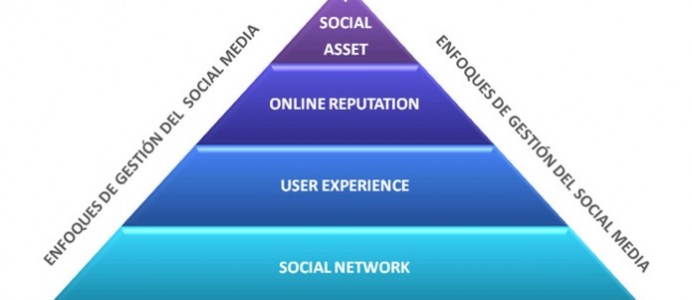 SOCIAL
ASSET
ONLINE REPUTATION
USER EXPERIENCE
SOCIAL NETWORK
ENFOQUES DE GESTIÓN DEL SOCIAL MEDIA
ENFOQUES DE GESTIÓN DEL SOCIAL MEDIA